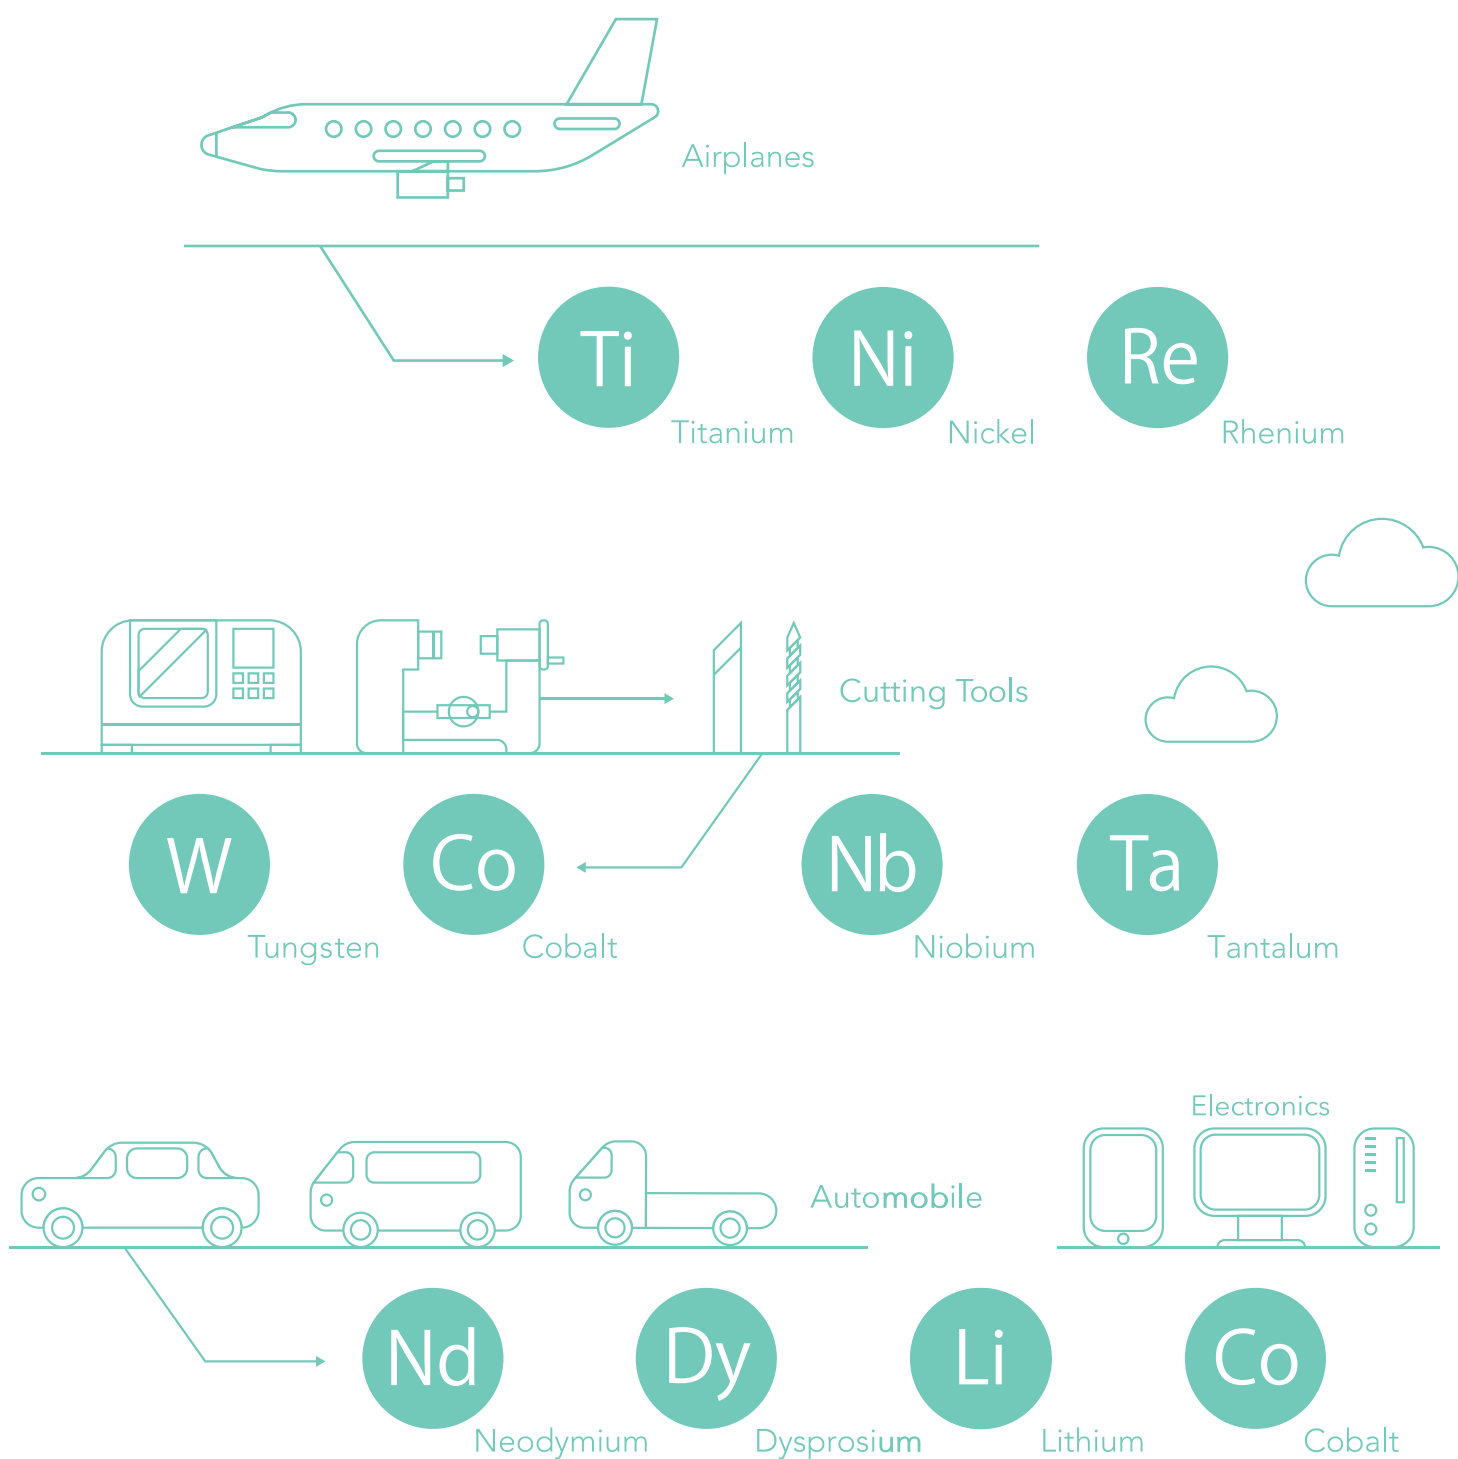 Airplanes
Ti
Ni
Re
Titanium
Nickel
Rhenium
Cutting Tools
W
Co
Nb
Ta
Tungsten
Cobalt
Niobium
Tantalum
Electronics
Automobile
Nd
Dy
Li
Co
Neodymium
Dysprosium
Lithium
Cobalt